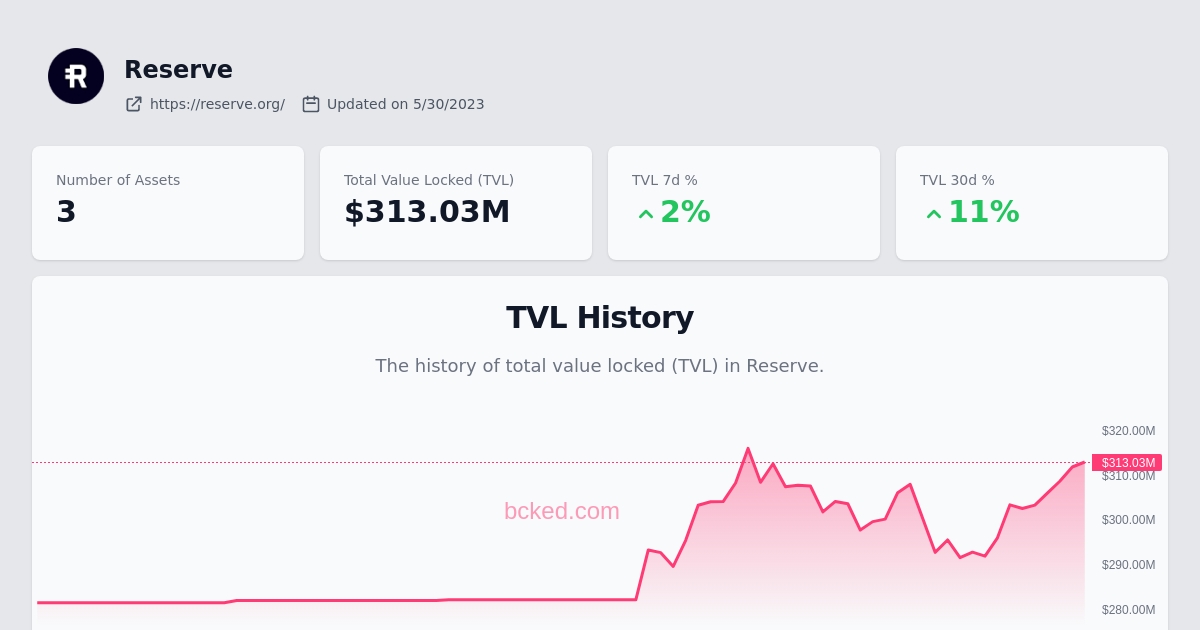 Reserve
https://reserve.org/ Updated on 5/30/2023
Number of Assets
3
Total Value Locked (TVL)
$313.03M
TVL 7d %
2%
TVL 30d %
11%
TVL History
The history of total value locked (TVL) in Reserve.
bcked.com
$320.00M
$313.03M
$310.00M
$300.00M
$290.00M
$280.00M